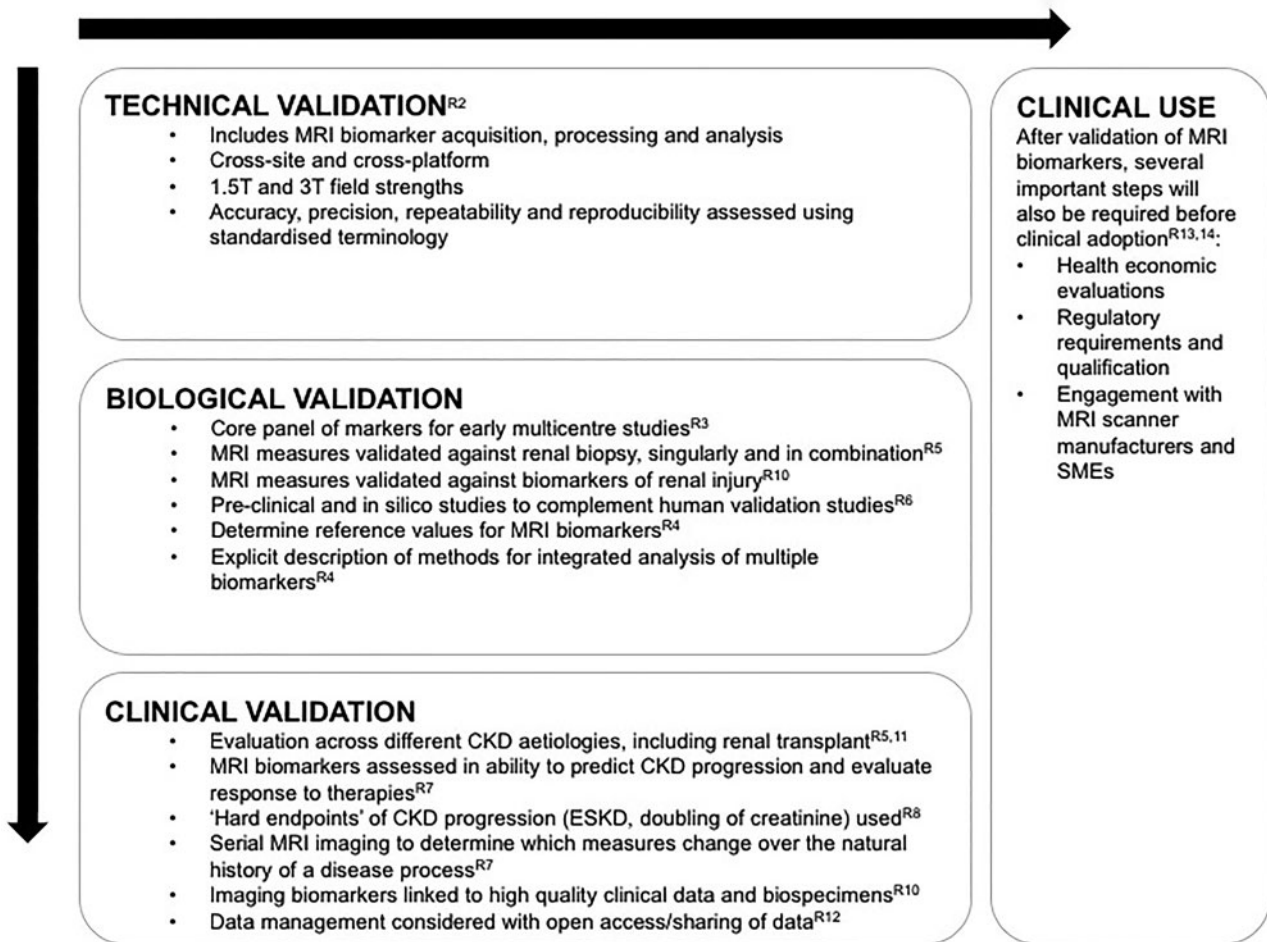 TECHNICAL VALIDATIONR2
• Includes MRI biomarker acquisition, processing and analysis
• Cross-site and cross-platform
• 1.5T and 3T field strengths
• Accuracy, precision, repeatability and reproducibility assessed using
standardised terminology
BIOLOGICAL VALIDATION
• Core panel of markers for early multicentre studiesR3
• MRI measures validated against renal biopsy, singularly and in combinationR5
• MRI measures validated against biomarkers of renal injuryR10
• Pre-clinical and in silico studies to complement human validation studiesR6
• Determine reference values for MRI biomarkersR4
• Explicit description of methods for integrated analysis of multiple
biomarkersR4
CLINICAL VALIDATION
• Evaluation across different CKD aetiologies, including renal transplantR5,11
• MRI biomarkers assessed in ability to predict CKD progression and evaluate
response to therapiesR7
• ‘Hard endpoints’ of CKD progression (ESKD, doubling of creatinine) usedR8
• Serial MRI imaging to determine which measures change over the natural
history of a disease processR7
• Imaging biomarkers linked to high quality clinical data and biospecimensR10
• Data management considered with open access/sharing of dataR12
CLINICAL USE
After validation of MRI
biomarkers, several
important steps will
also be required before
clinical adoptionR13,14:
• Health economic
evaluations
• Regulatory
requirements and
qualification
• Engagement with
MRI scanner
manufacturers and
SMEs